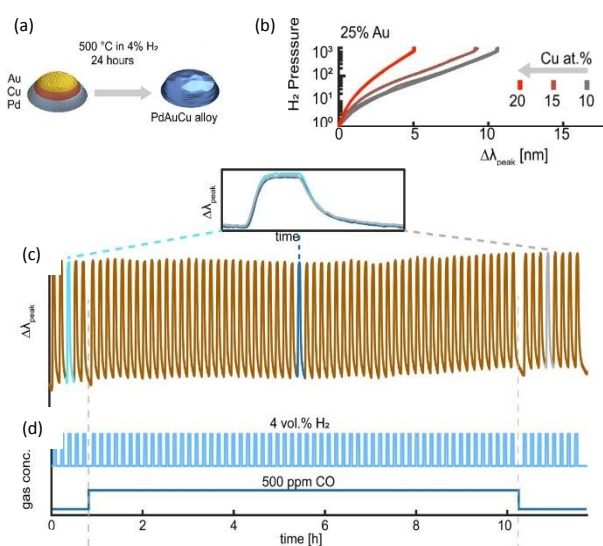 (a)
500 °C in 4% H₂
24 hours
Au
Cu
Pd
PdAuCu alloy
(b)
25% Au
H₂ Presssure
10³
10²
10¹
10⁰
Cu at.%
20 15 10
0 5 10 15
Δλpeak [nm]
Δλpeak
time
(c)
Δλpeak
(d)
4 vol.% H₂
gas conc.
500 ppm CO
2 4 6 8 10
time [h]